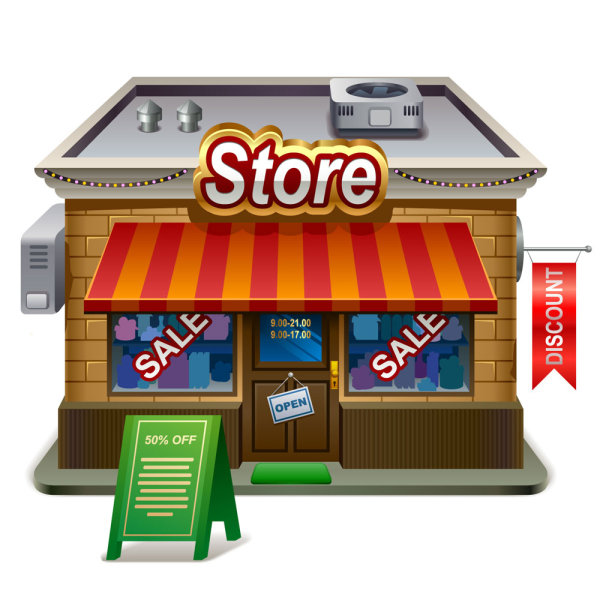 Store
SALE
9.00-21.00
9.00-17.00
SALE
DISCOUNT
OPEN
50% OFF